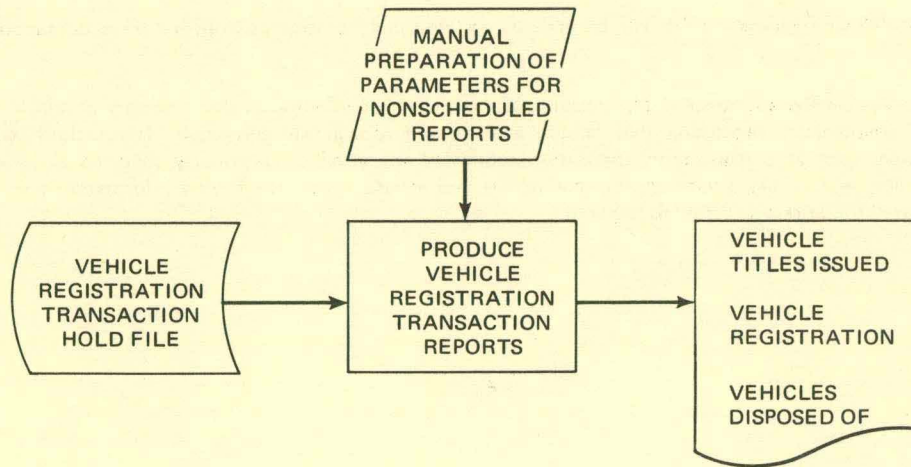 MANUAL
PREPARATION OF
PARAMETERS FOR
NONSCHEDULED
REPORTS
VEHICLE
REGISTRATION
TRANSACTION
HOLD FILE
PRODUCE
VEHICLE
REGISTRATION
TRANSACTION
REPORTS
VEHICLE
TITLES ISSUED
VEHICLE
REGISTRATION
VEHICLES
DISPOSED OF